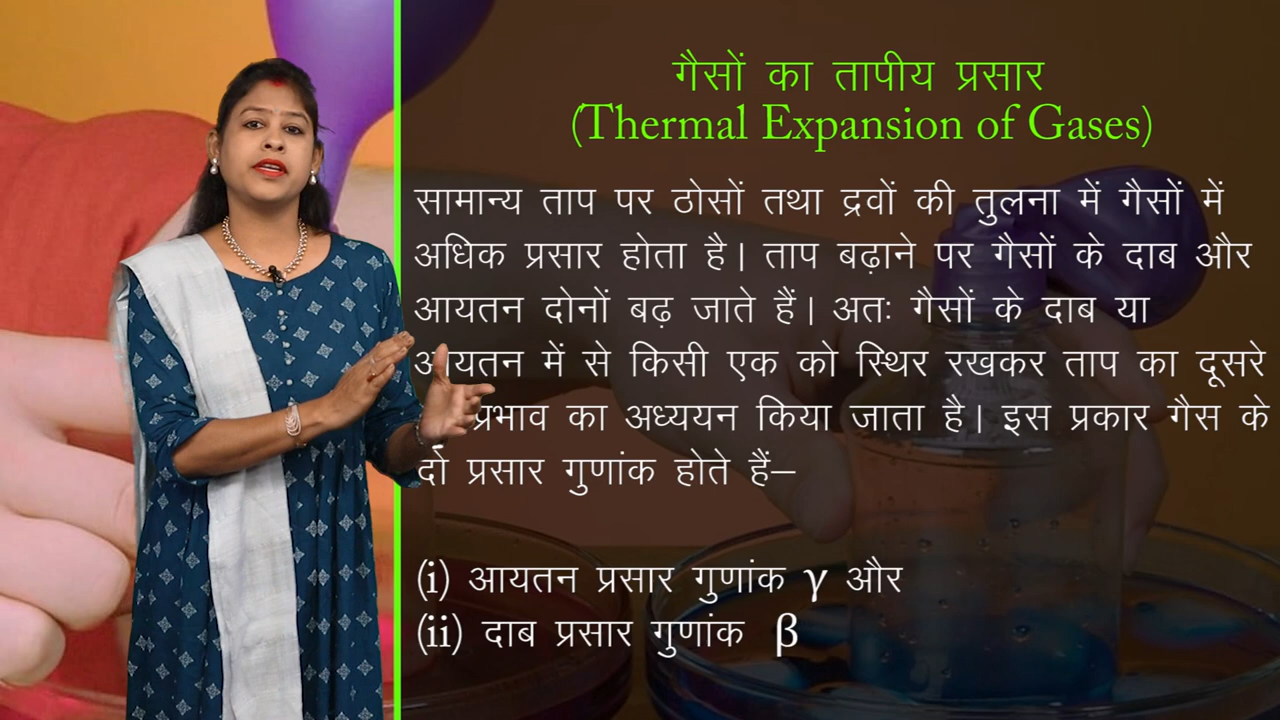 गैसों का तापीय प्रसार
(Thermal Expansion of Gases)
सामान्य ताप पर ठोसों तथा द्रवों की तुलना में गैसों में
अधिक प्रसार होता है। ताप बढ़ाने पर गैसों के दाब और
आयतन दोनों बढ़ जाते हैं। अतः गैसों के दाब या
आयतन में से किसी एक को स्थिर रखकर ताप का दूसरे
प्रभाव का अध्ययन किया जाता है। इस प्रकार गैस के
दो प्रसार गुणांक होते हैं–
(i) आयतन प्रसार गुणांक γ और
(ii) दाब प्रसार गुणांक β